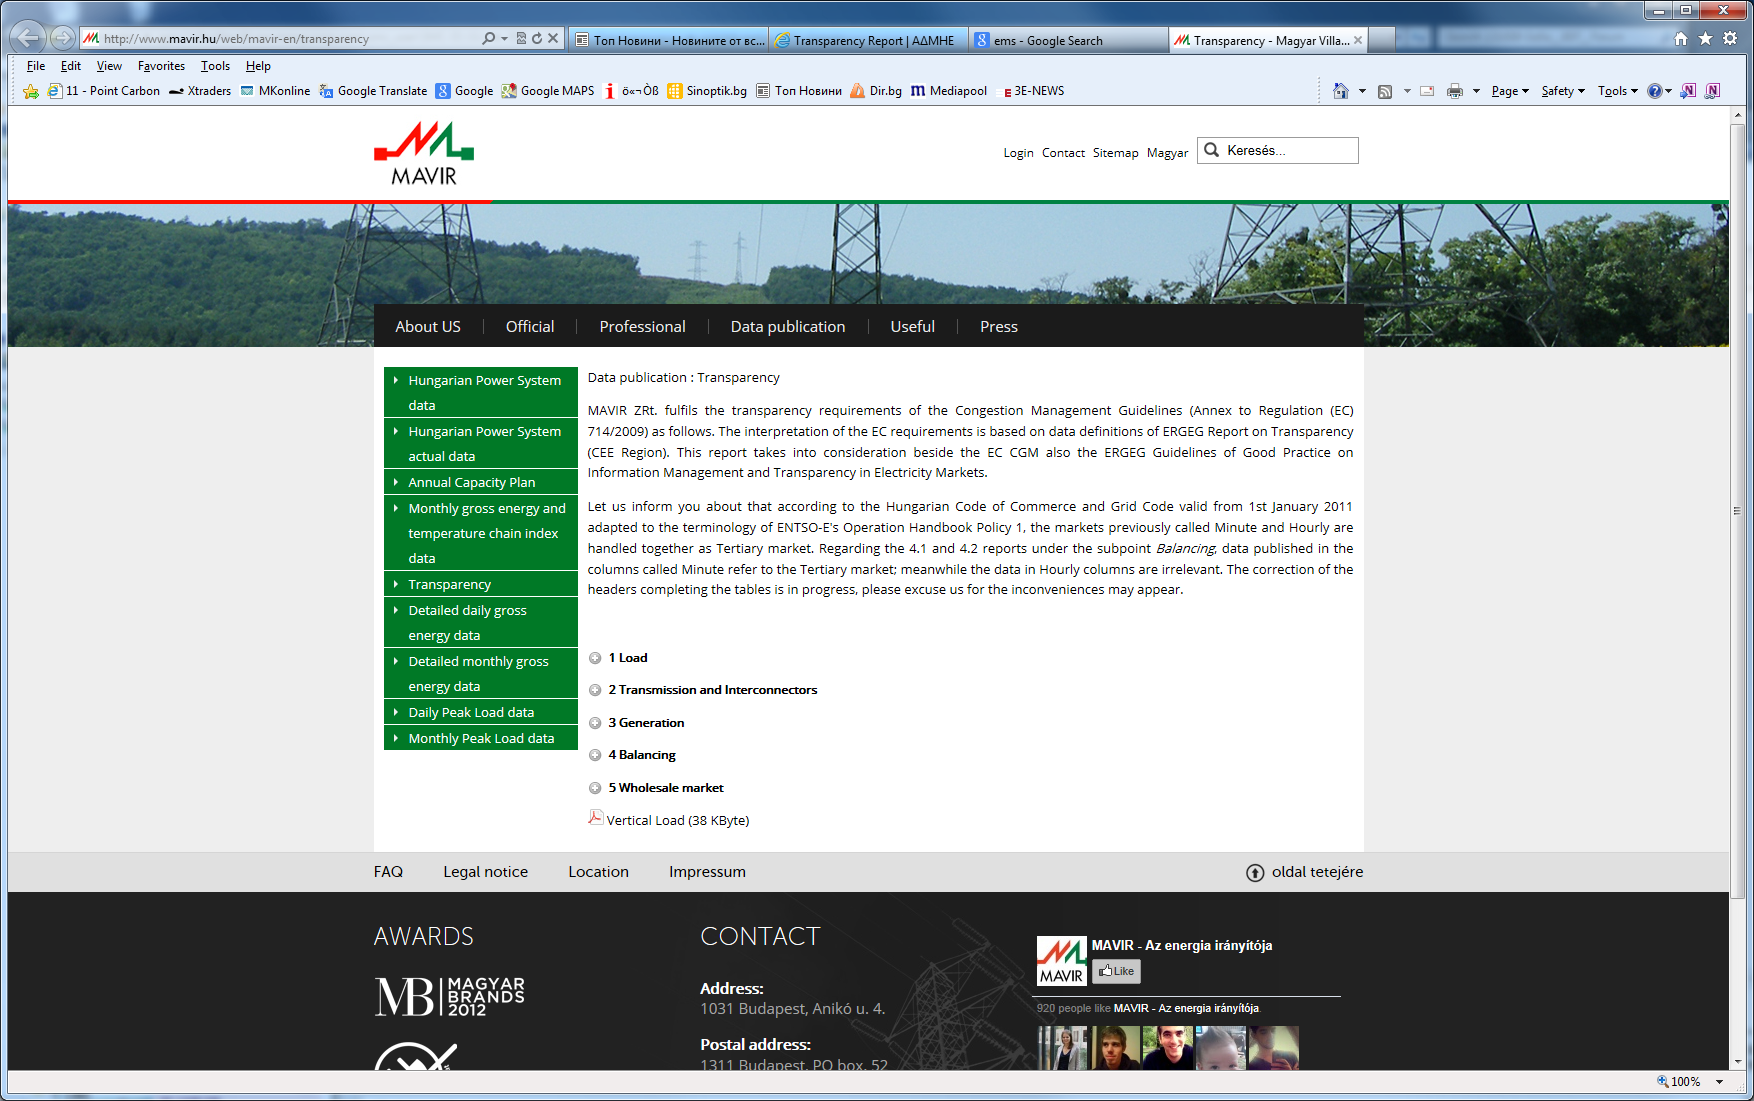 http://www.mavir.hu/web/mavir-en/transparency
Топ Новини - Новините от вс...
Transparency Report | ΑΔΜΗΕ
ems - Google Search
Transparency - Magyar Villa...
File Edit View Favorites Tools Help
11 - Point Carbon Xtraders MKonline Google Translate Google Google MAPS ö«¬Òß Sinoptik.bg Топ Новини Dir.bg Mediapool 3E-NEWS
Page Safety Tools
MAVIR
Login Contact Sitemap Magyar Keresés...
About US Official Professional Data publication Useful Press
Hungarian Power System
data
Hungarian Power System
actual data
Annual Capacity Plan
Monthly gross energy and
temperature chain index
data
Transparency
Detailed daily gross
energy data
Detailed monthly gross
energy data
Daily Peak Load data
Monthly Peak Load data
Data publication : Transparency
MAVIR ZRt. fulfils the transparency requirements of the Congestion Management Guidelines (Annex to Regulation (EC)
714/2009) as follows. The interpretation of the EC requirements is based on data definitions of ERGEG Report on Transparency
(CEE Region). This report takes into consideration beside the EC CGM also the ERGEG Guidelines of Good Practice on
Information Management and Transparency in Electricity Markets.
Let us inform you about that according to the Hungarian Code of Commerce and Grid Code valid from 1st January 2011
adapted to the terminology of ENTSO-E's Operation Handbook Policy 1, the markets previously called Minute and Hourly are
handled together as Tertiary market. Regarding the 4.1 and 4.2 reports under the subpoint Balancing, data published in the
columns called Minute refer to the Tertiary market; meanwhile the data in Hourly columns are irrelevant. The correction of the
headers completing the tables is in progress, please excuse us for the inconveniences may appear.
1 Load
2 Transmission and Interconnectors
3 Generation
4 Balancing
5 Wholesale market
Vertical Load (38 KByte)
FAQ Legal notice Location Impressum oldal tetejére
AWARDS
MB MAGYAR
BRANDS
2012
CONTACT
Address:
1031 Budapest, Anikó u. 4.
Postal address:
1311 Budapest, PO box. 52
MAVIR
MAVIR - Az energia irányítója
Like
920 people like MAVIR - Az energia irányítója.
100%